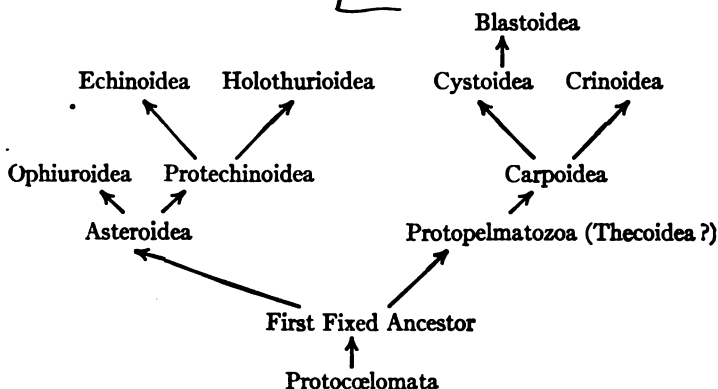 Blastoidea
Echinoidea Holothurioidea Cystoidea Crinoidea
Ophiuroidea Protechinoidea Carpoidea
Asteroidea Protopelmatozoa (Thecoidea ?)
First Fixed Ancestor
Protocœlomata